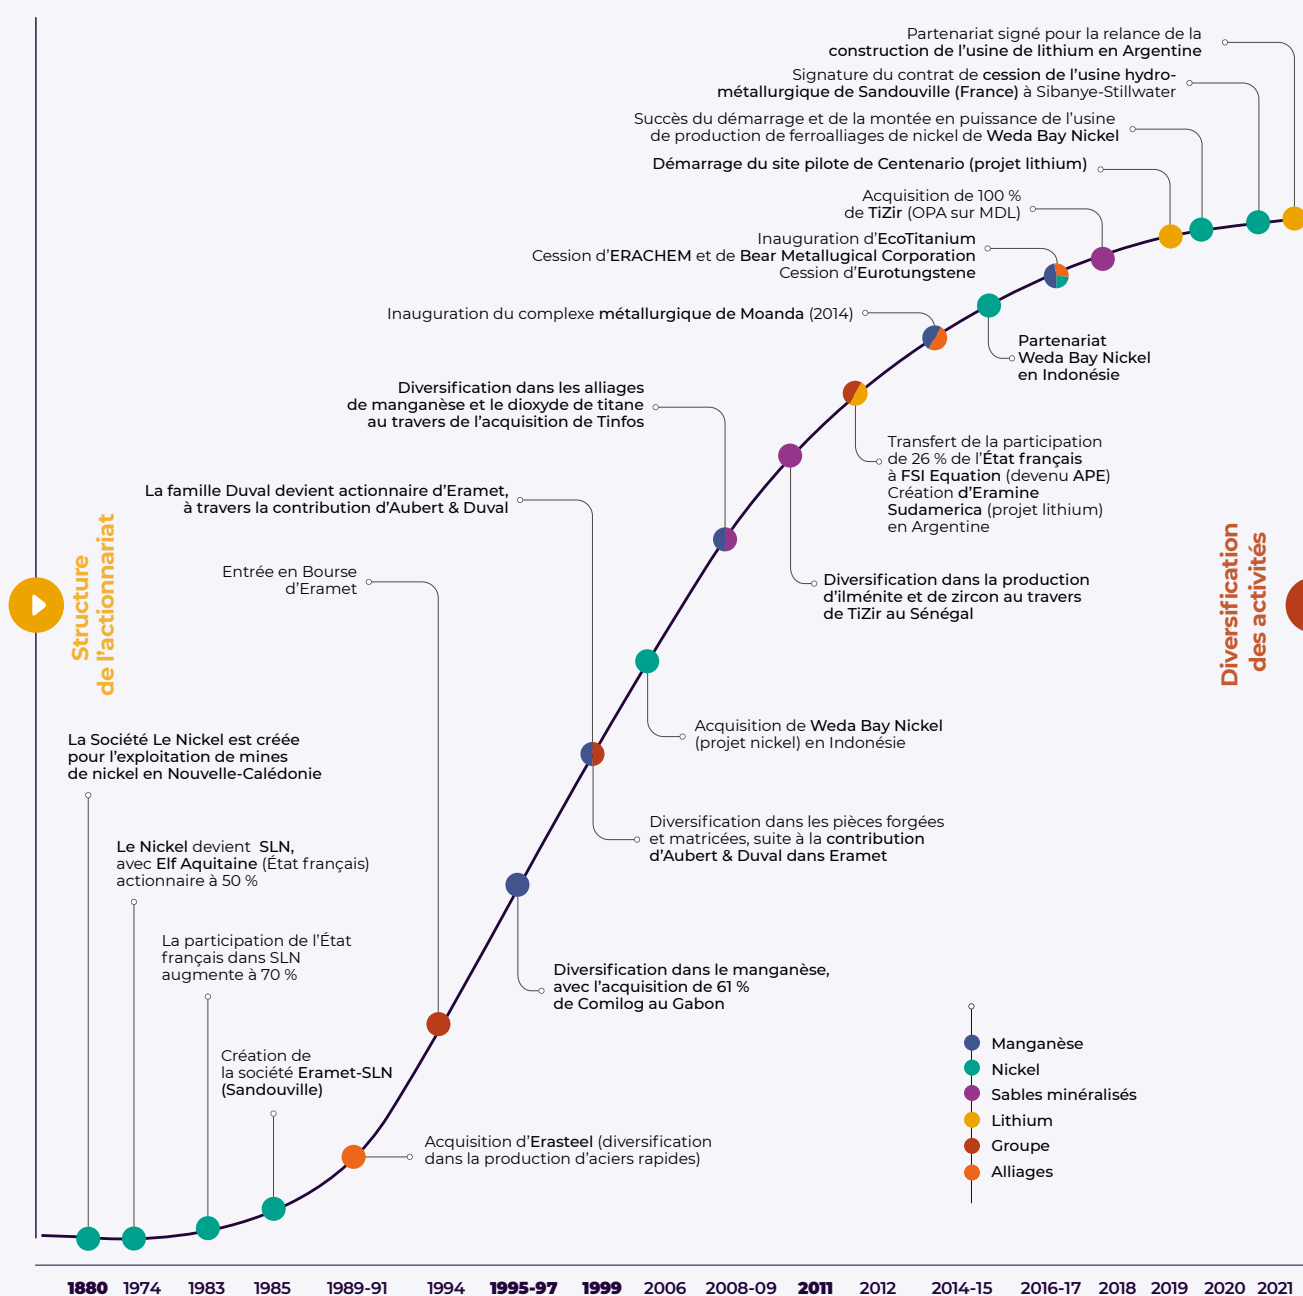 Partenariat signé pour la relance de la
construction de l'usine de lithium en Argentine
Signature du contrat de cession de l'usine hydro-
métallurgique de Sandouville (France) à Sibanye-Stillwater
Succès du démarrage et de la montée en puissance de l'usine
de production de ferroalliages de nickel de Weda Bay Nickel
Démarrage du site pilote de Centenario (projet lithium)
Acquisition de 100 %
de TiZir (OPA sur MDL)
Inauguration d'EcoTitanium
Cession d'ERACHEM et de Bear Metallugical Corporation
Cession d'Eurotungstene
Inauguration du complexe métallurgique de Moanda (2014)
Partenariat
Weda Bay Nickel
en Indonésie
Diversification dans les alliages
de manganèse et le dioxyde de titane
au travers de l'acquisition de Tinfos
Transfert de la participation
de 26 % de l'État français
à FSI Equation (devenu APE)
Création d'Eramine
Sudamerica (projet lithium)
en Argentine
La famille Duval devient actionnaire d'Eramet,
à travers la contribution d'Aubert & Duval
Structure
de l'actionnariat
Diversification
des activités
Entrée en Bourse
d'Eramet
Diversification dans la production
d'ilménite et de zircon au travers
de TiZir au Sénégal
Acquisition de Weda Bay Nickel
(projet nickel) en Indonésie
La Société Le Nickel est créée
pour l'exploitation de mines
de nickel en Nouvelle-Calédonie
Diversification dans les pièces forgées
et matricées, suite à la contribution
d'Aubert & Duval dans Eramet
Le Nickel devient SLN,
avec Elf Aquitaine (État français)
actionnaire à 50 %
La participation de l'État
français dans SLN
augmente à 70 %
Diversification dans le manganèse,
avec l'acquisition de 61 %
de Comilog au Gabon
Création de
la société Eramet-SLN
(Sandouville)
Acquisition d'Erasteel (diversification
dans la production d'aciers rapides)
Manganèse
Nickel
Sables minéralisés
Lithium
Groupe
Alliages
1880 1974 1983 1985 1989-91 1994 1995-97 1999 2006 2008-09 2011 2012 2014-15 2016-17 2018 2019 2020 2021